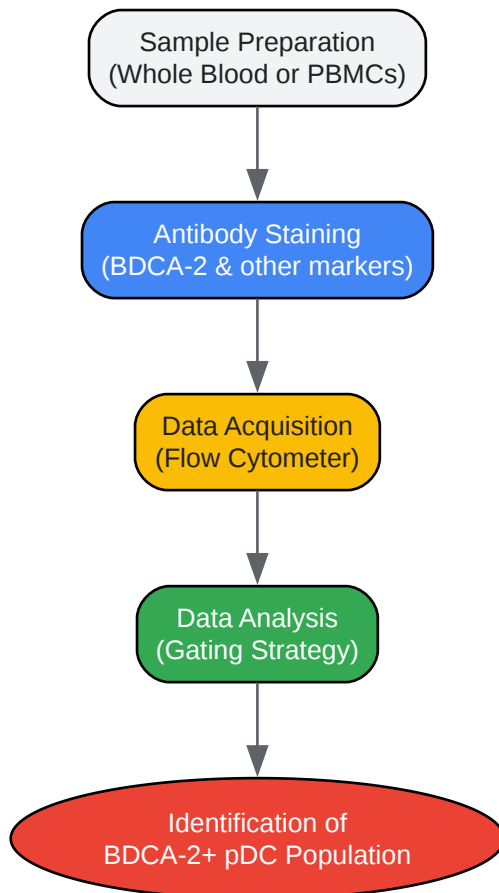 Sample Preparation
(Whole Blood or PBMCs)
Antibody Staining
(BDCA-2 & other markers)
Data Acquisition
(Flow Cytometer)
Data Analysis
(Gating Strategy)
Identification of
BDCA-2+ pDC Population